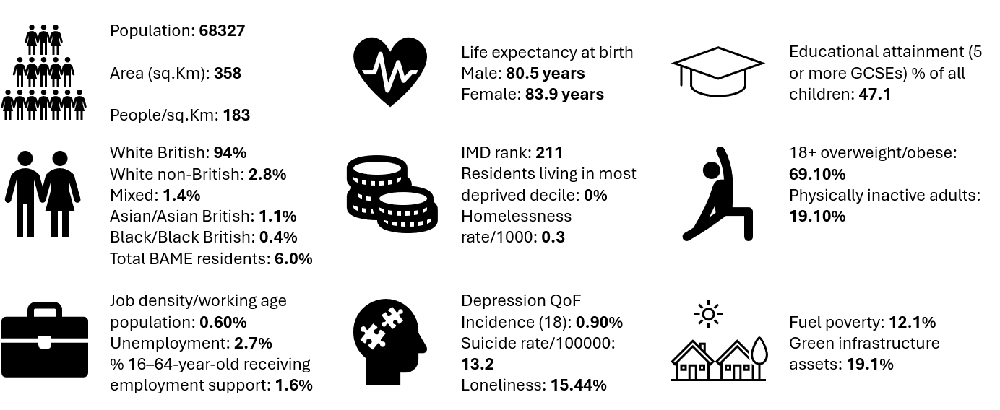 Population: 68327
Area (sq.Km): 358
People/sq.Km: 183
Life expectancy at birth
Male: 80.5 years
Female: 83.9 years
Educational attainment (5
or more GCSEs) % of all
children: 47.1
White British: 94%
White non-British: 2.8%
Mixed: 1.4%
Asian/Asian British: 1.1%
Black/Black British: 0.4%
Total BAME residents: 6.0%
IMD rank: 211
Residents living in most
deprived decile: 0%
Homelessness
rate/1000: 0.3
18+ overweight/obese:
69.10%
Physically inactive adults:
19.10%
Job density/working age
population: 0.60%
Unemployment: 2.7%
% 16–64-year-old receiving
employment support: 1.6%
Depression QoF
Incidence (18): 0.90%
Suicide rate/100000:
13.2
Loneliness: 15.44%
Fuel poverty: 12.1%
Green infrastructure
assets: 19.1%